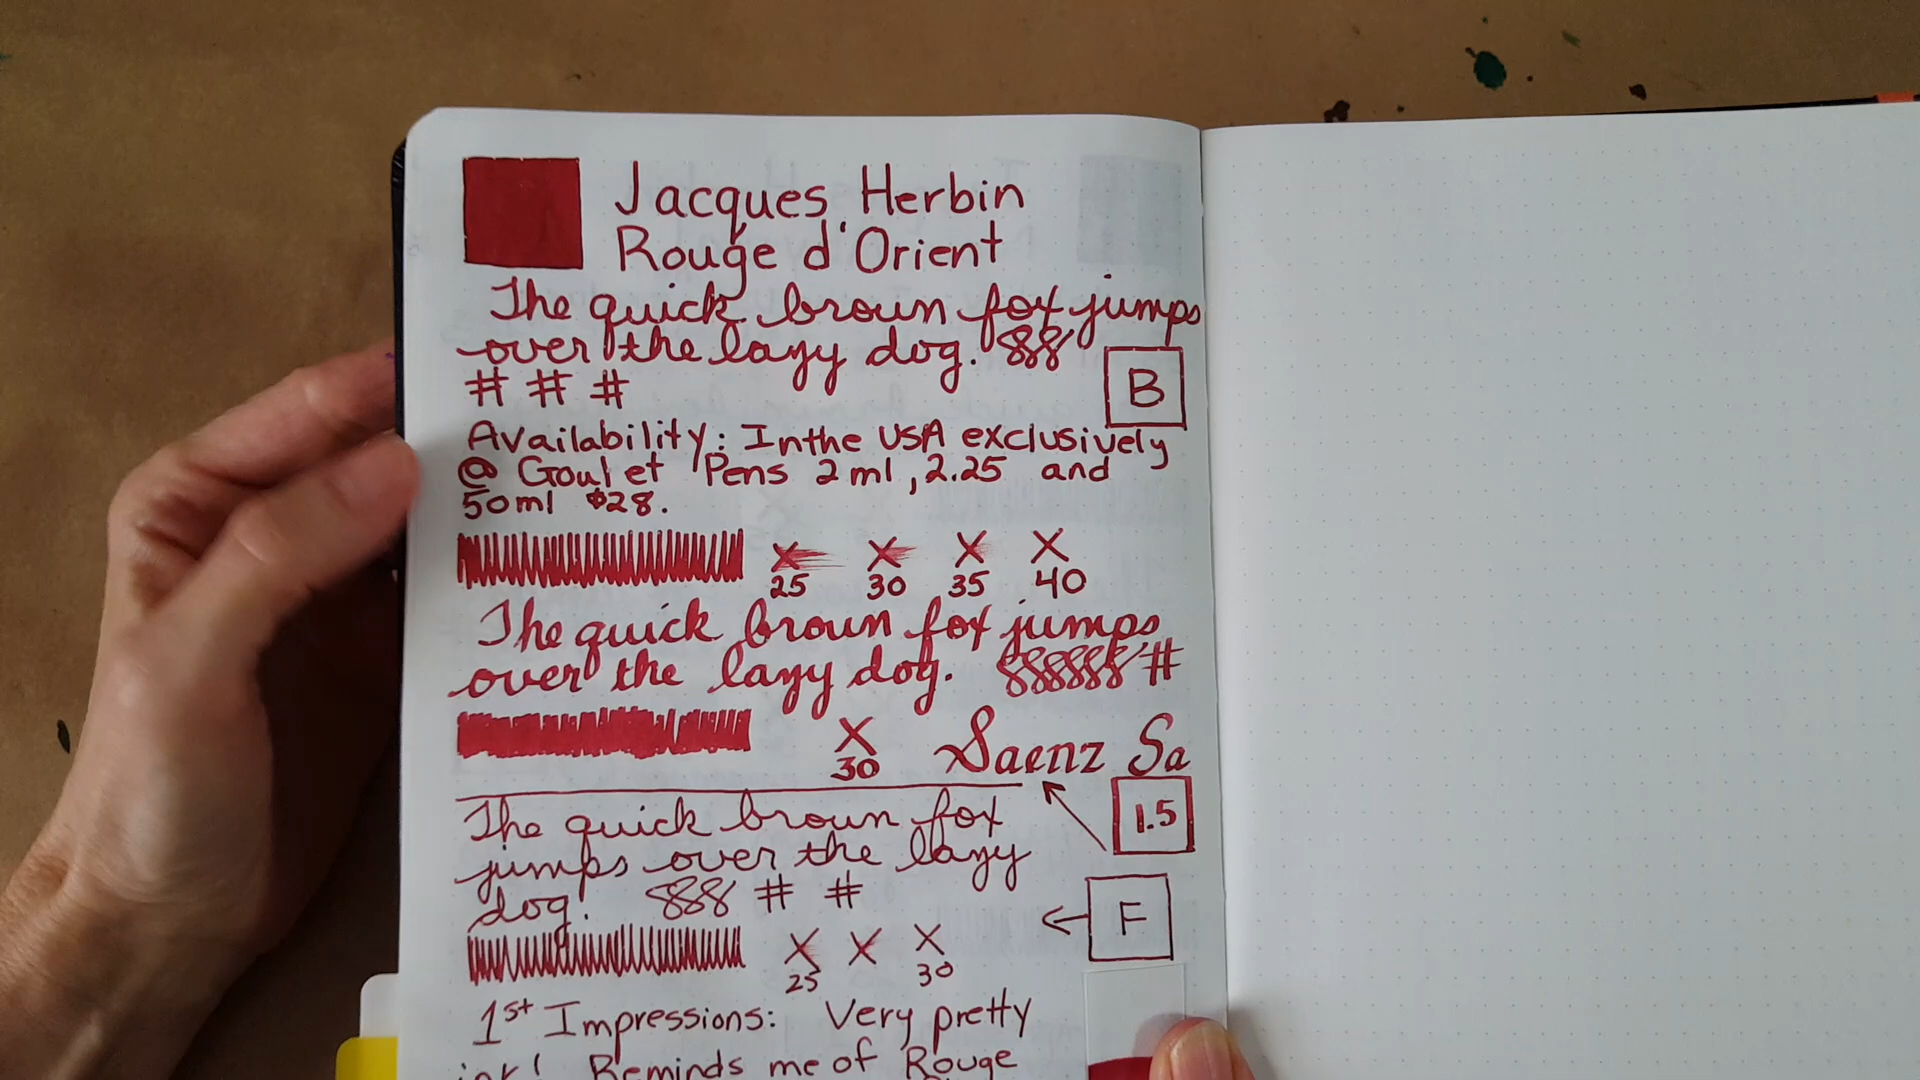 Jacques Herbin
Rouge d'Orient
The quick brown fox jumps
over the lazy dog. 888
# # #
B
Availability: In the USA exclusively
@ Goulet Pens 2ml, 2.25 and
50ml $28.
X X X X
25 30 35 40
The quick brown fox jumps
over the lazy dog. 888888 #
X
30
Saenz Sa
1.5
The quick brown fox
jumps over the lazy
dog. 888 # #
F
X X X
25 30
1st Impressions: Very pretty
ink! Reminds me of Rouge